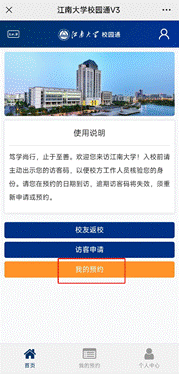 江南大学校园通V3
江南大学 校园通
使用说明
笃学尚行，止于至善。欢迎您来访江南大学！入校前请
主动出示您的访客码，以便校方工作人员核验您的身
份。请您在预约的日期到访，逾期访客码将失效，须重
新申请或预约。
校友返校
访客申请
我的预约
首页
我的预约
个人中心